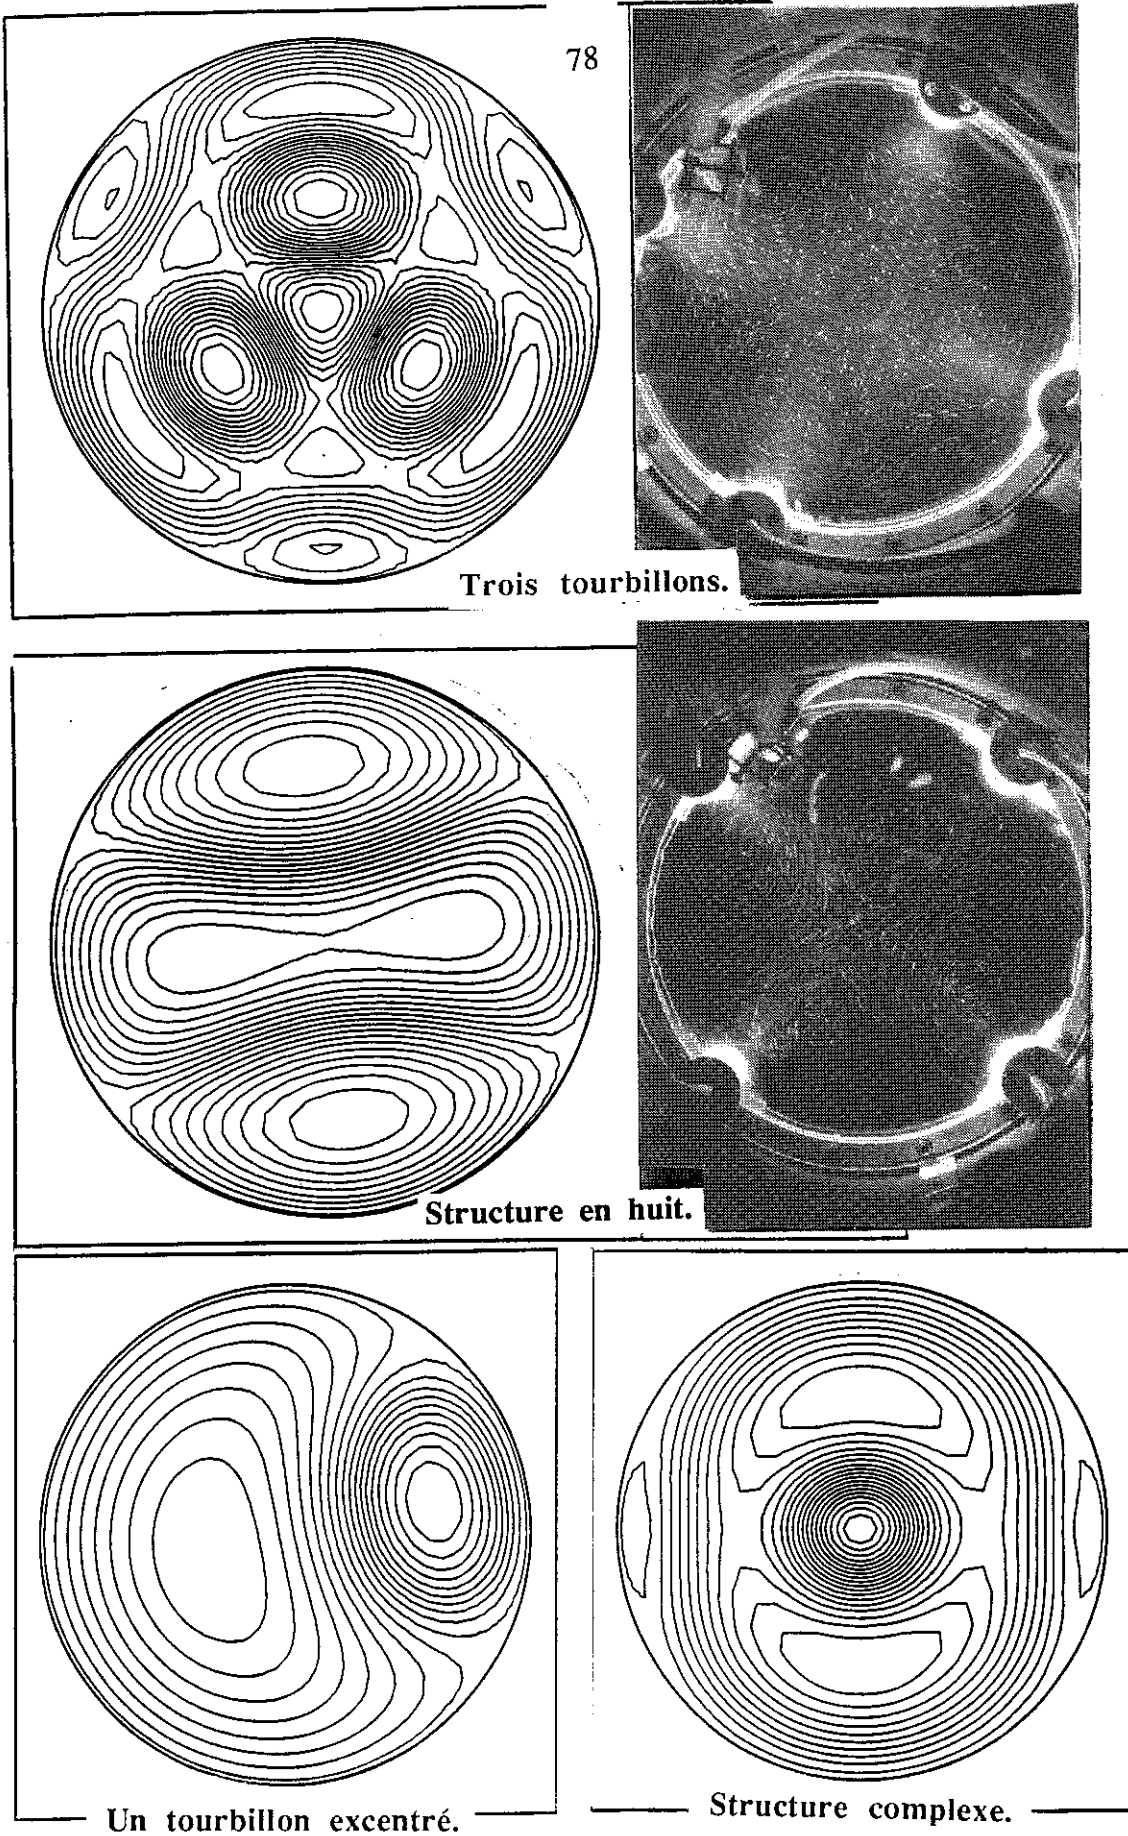 78
Trois tourbillons.
Structure en huit.
Un tourbillon excentré.
Structure complexe.